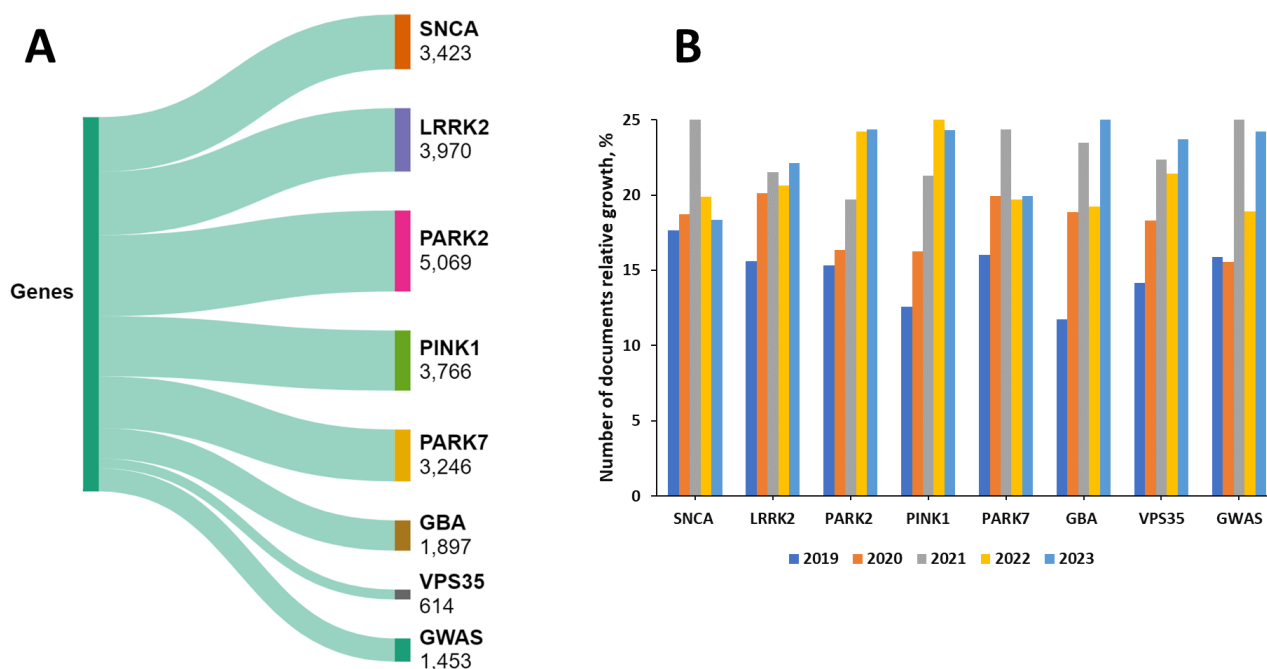 A
SNCA
3,423
LRRK2
3,970
PARK2
5,069
Genes
PINK1
3,766
PARK7
3,246
GBA
1,897
VPS35
614
GWAS
1,453
B
Number of documents relative growth, %
25
20
15
10
5
0
SNCA LRRK2 PARK2 PINK1 PARK7 GBA VPS35 GWAS
2019 2020 2021 2022 2023